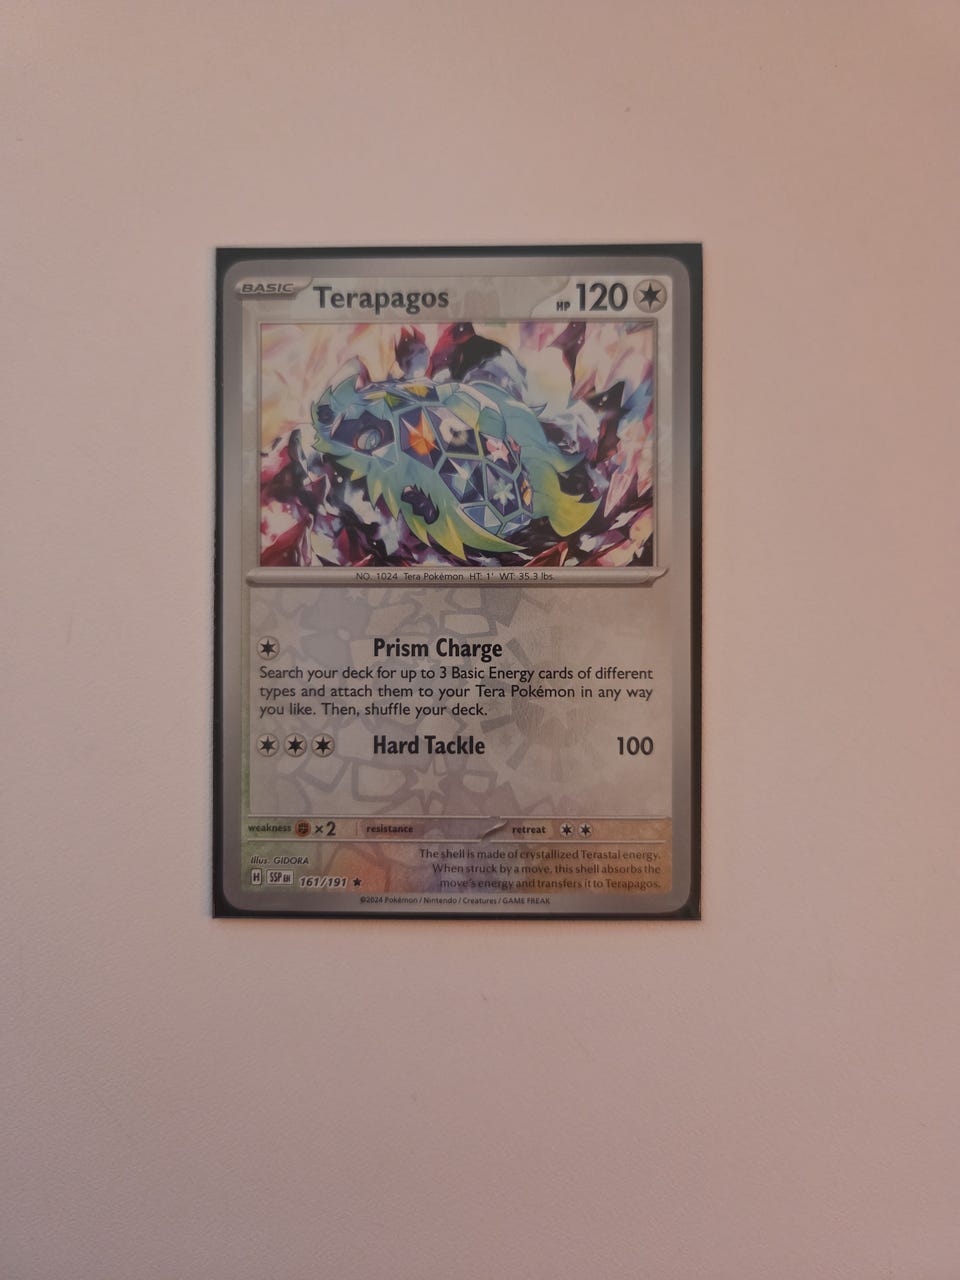 BASIC Terapagos HP 120
NO. 1024 Tera Pokémon HT: 1' WT: 35.3 lbs.
Prism Charge
Search your deck for up to 3 Basic Energy cards of different
types and attach them to your Tera Pokémon in any way
you like. Then, shuffle your deck.
Hard Tackle 100
weakness ×2 resistance retreat
Illus. GIDORA
H SSP EN 161/191 ★
The shell is made of crystallized Terastal energy.
When struck by a move, this shell absorbs the
move's energy and transfers it to Terapagos.
©2024 Pokémon / Nintendo / Creatures / GAME FREAK